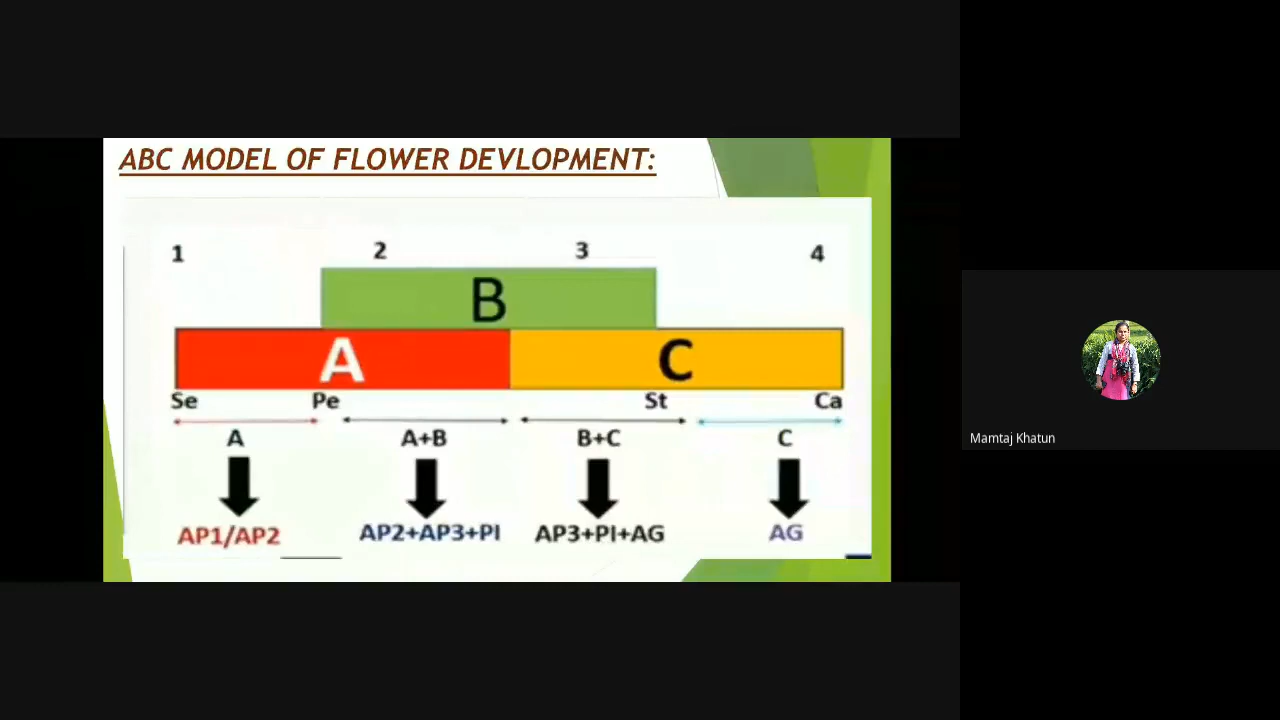 ABC MODEL OF FLOWER DEVLOPMENT:
1 2 3 4
B
A C
Se Pe St Ca
A A+B B+C C
AP1/AP2 AP2+AP3+PI AP3+PI+AG AG
Mamtaj Khatun